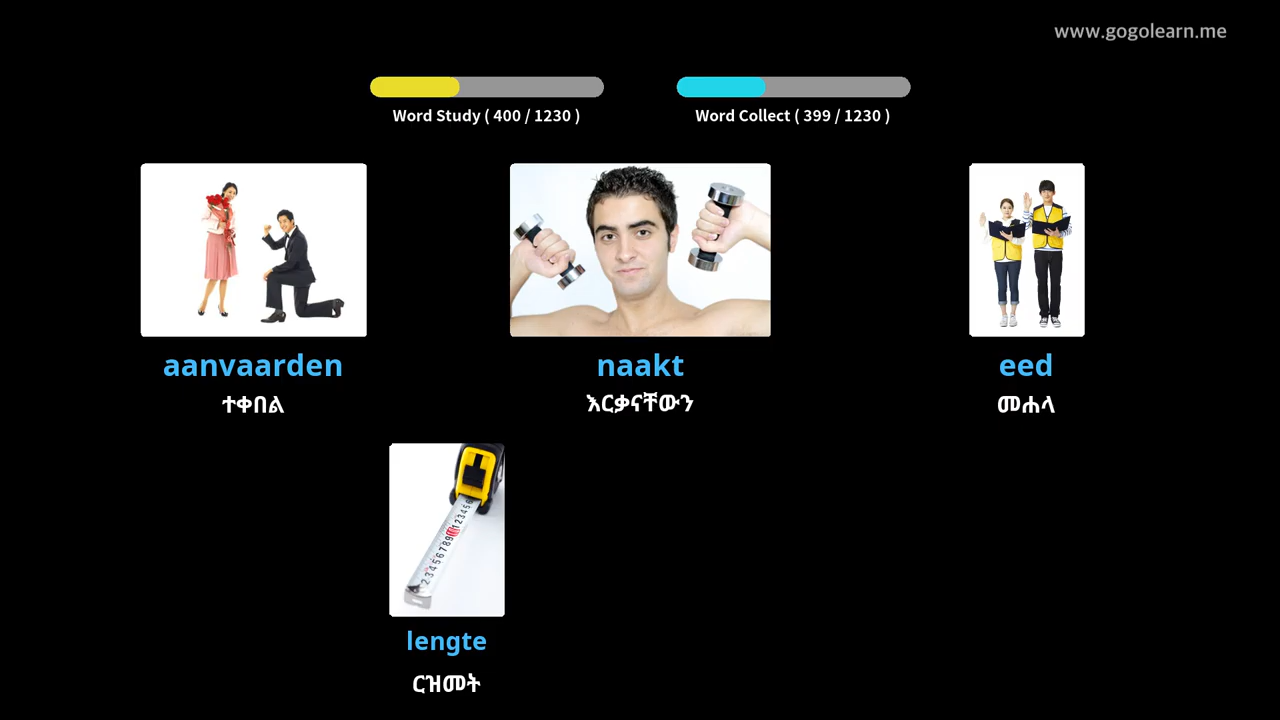 www.gogolearn.me
Word Study ( 400 / 1230 )
Word Collect ( 399 / 1230 )
aanvaarden
ተቀበል
naakt
እርቃናቸውን
eed
መሐላ
lengte
ርዝመት